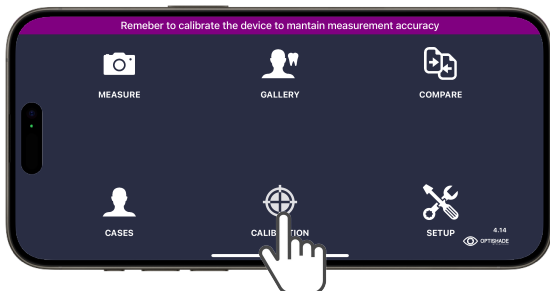 Remeber to calibrate the device to mantain measurement accuracy
MEASURE
GALLERY
COMPARE
CASES
SETUP
4.14
OPTISHADE